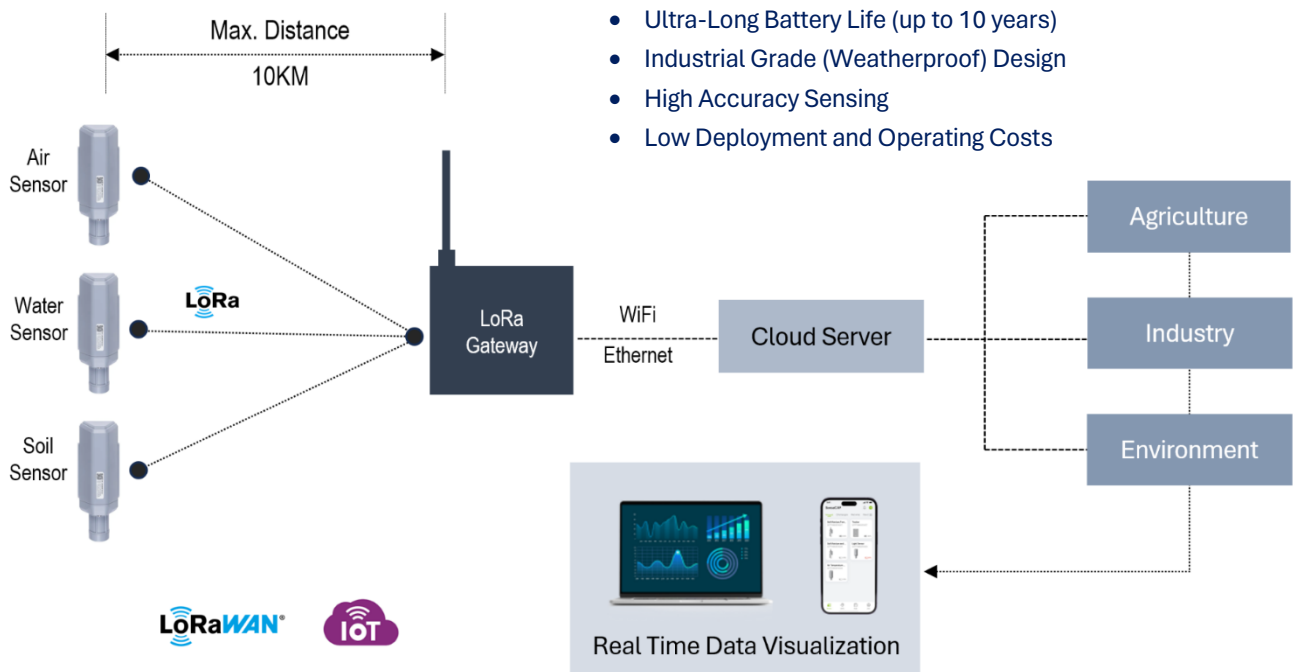 Max. Distance
10KM
• Ultra-Long Battery Life (up to 10 years)
• Industrial Grade (Weatherproof) Design
• High Accuracy Sensing
• Low Deployment and Operating Costs
Air
Sensor
Water
Sensor
LoRa
Soil
Sensor
LoRa
Gateway
WiFi
Ethernet
Cloud Server
Agriculture
Industry
Environment
Real Time Data Visualization
LoRaWAN®
IOT